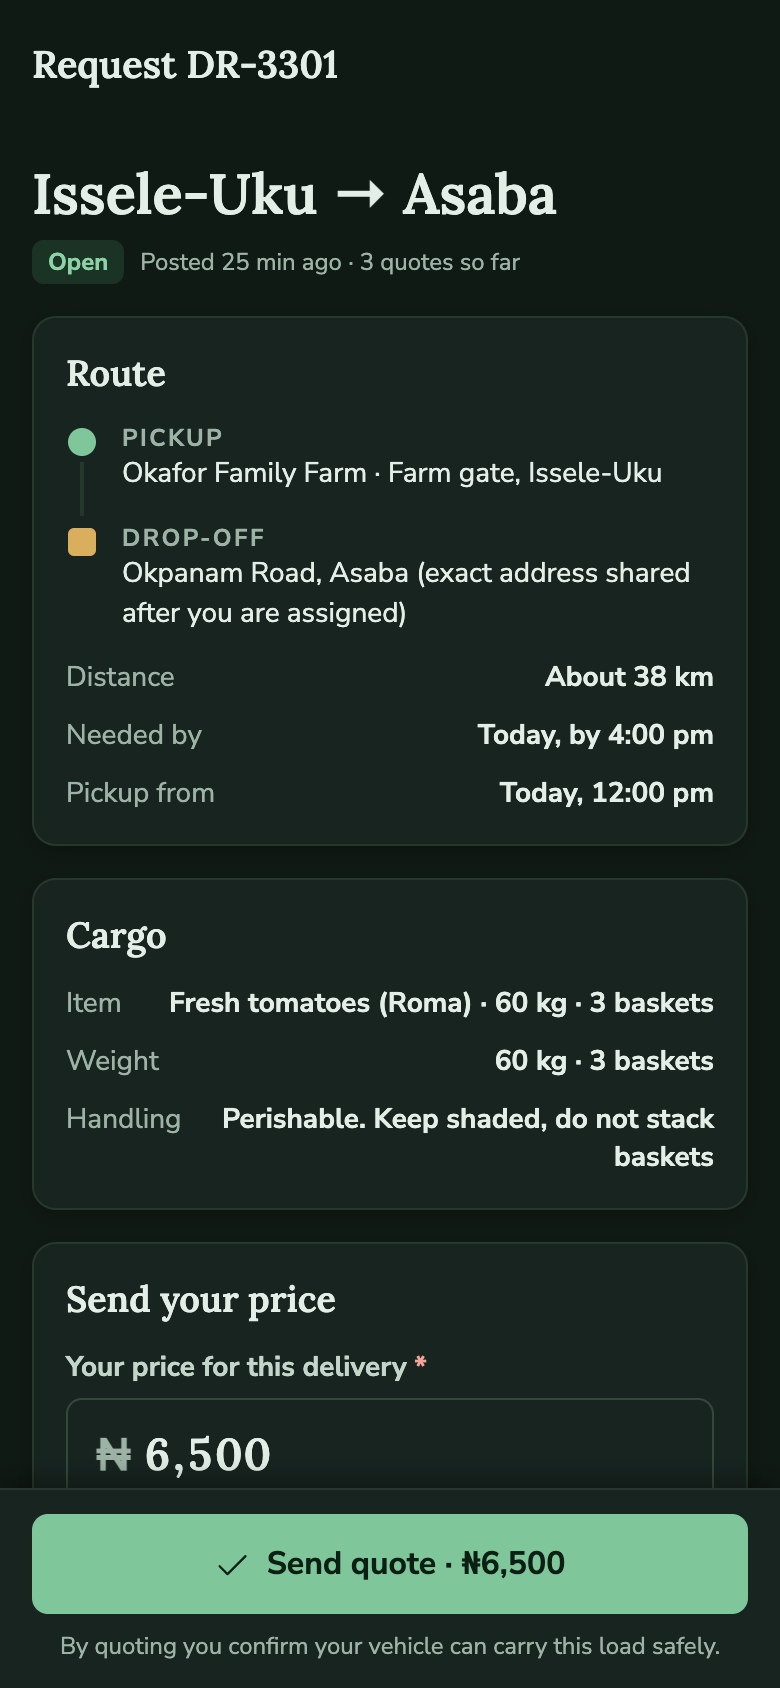 Request DR-3301
Issele-Uku → Asaba
Open
Posted 25 min ago · 3 quotes so far
Route
PICKUP
Okafor Family Farm · Farm gate, Issele-Uku
DROP-OFF
Okpanam Road, Asaba (exact address shared
after you are assigned)
Distance About 38 km
Needed by Today, by 4:00 pm
Pickup from Today, 12:00 pm
Cargo
Item Fresh tomatoes (Roma) · 60 kg · 3 baskets
Weight 60 kg · 3 baskets
Handling Perishable. Keep shaded, do not stack
baskets
Send your price
Your price for this delivery *
₦ 6,500
Send quote · ₦6,500
By quoting you confirm your vehicle can carry this load safely.